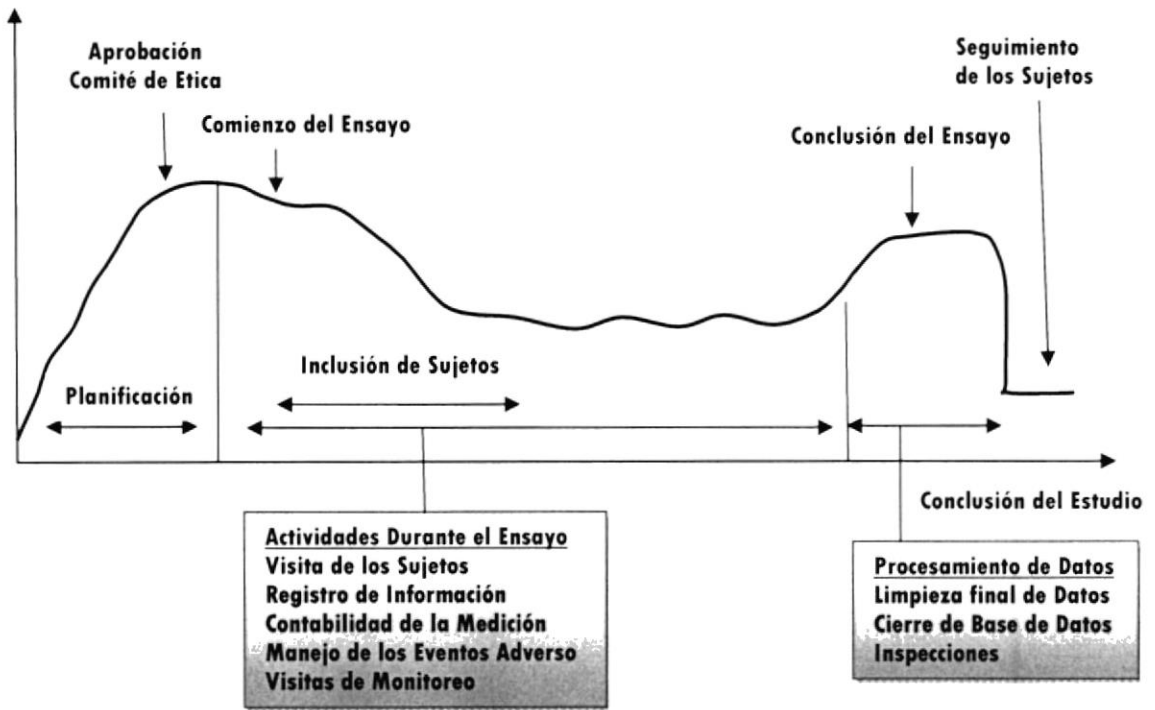 Aprobación
Comité de Etica
Comienzo del Ensayo
Seguimiento
de los Sujetos
Conclusión del Ensayo
Inclusión de Sujetos
Planificación
Conclusión del Estudio
Actividades Durante el Ensayo
Visita de los Sujetos
Registro de Información
Contabilidad de la Medición
Manejo de los Eventos Adverso
Visitas de Monitoreo
Procesamiento de Datos
Limpieza final de Datos
Cierre de Base de Datos
Inspecciones